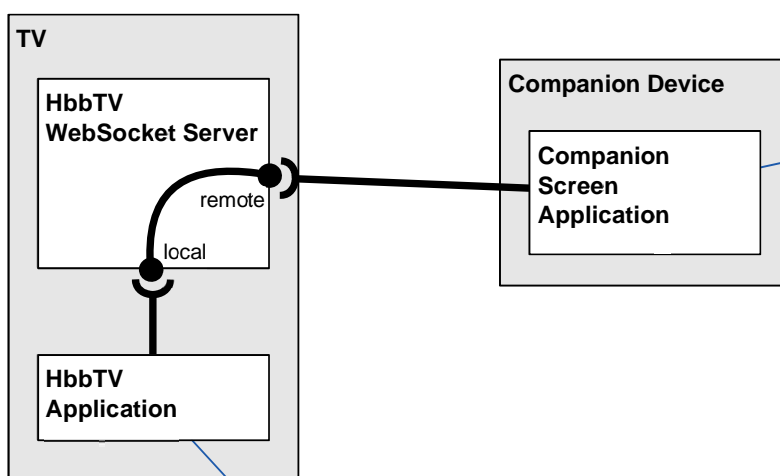 TV
HbbTV
WebSocket Server
remote
local
HbbTV
Application
Companion Device
Companion
Screen
Application